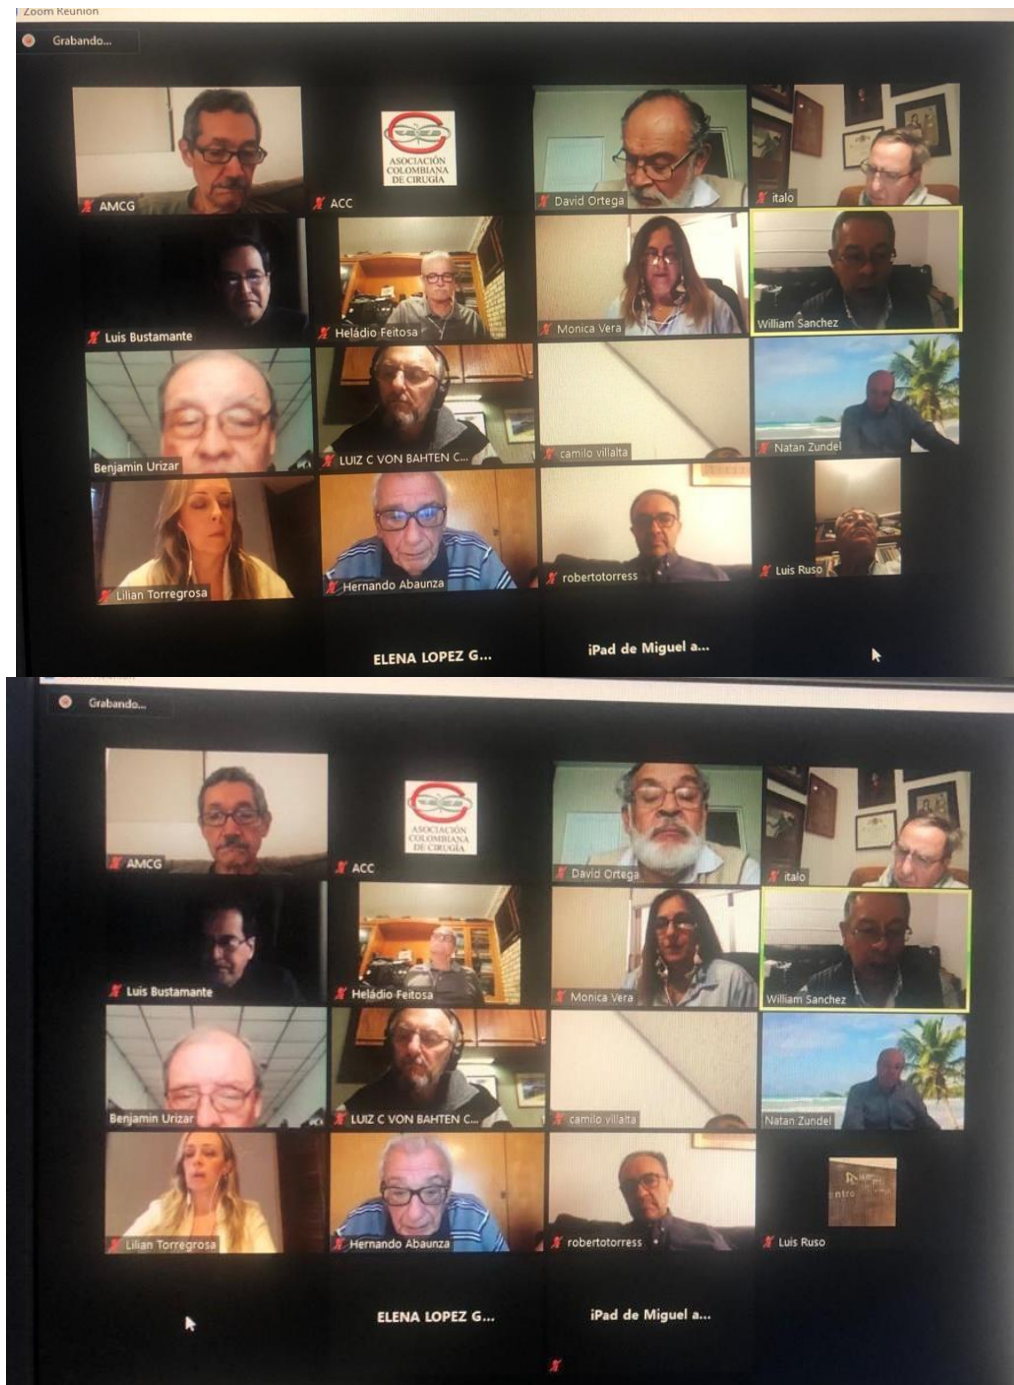 Zoom Reunión
Grabando...
ASOCIACIÓN
COLOMBIANA
DE CIRUGÍA
AMCG
ACC
David Ortega
italo
Luis Bustamante
Heládio Feitosa
Monica Vera
William Sanchez
Benjamin Urizar
LUIZ C VON BAHTEN C...
camilo villalta
Natan Zundel
Lilian Torregrosa
Hernando Abaunza
robertotorress
Luis Ruso
ELENA LOPEZ G...
iPad de Miguel a...
Grabando...
ASOCIACIÓN
COLOMBIANA
DE CIRUGÍA
AMCG
ACC
David Ortega
italo
Luis Bustamante
Heládio Feitosa
Monica Vera
William Sanchez
Benjamin Urizar
LUIZ C VON BAHTEN C...
camilo villalta
Natan Zundel
Lilian Torregrosa
Hernando Abaunza
robertotorress
Luis Ruso
ELENA LOPEZ G...
iPad de Miguel a...